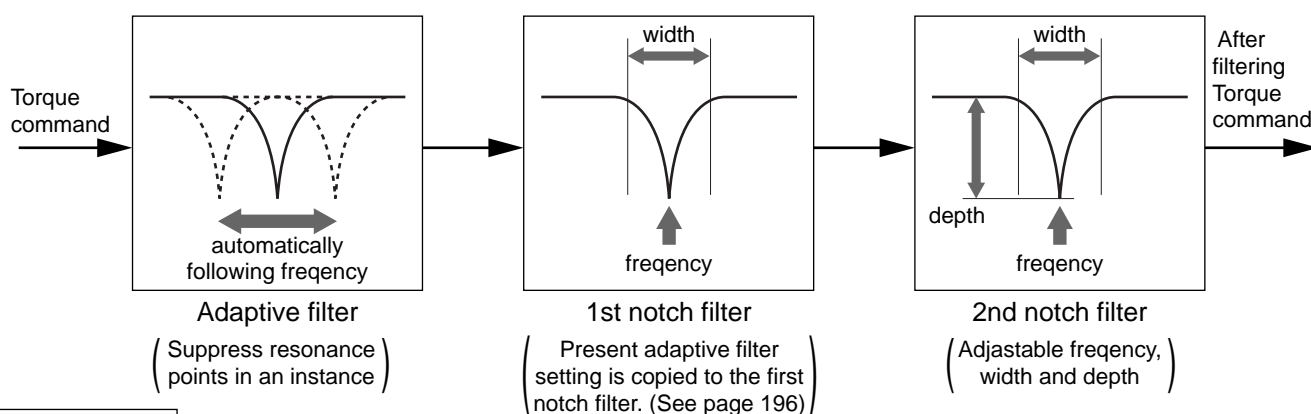 Torque
command
automatically
following freqency
Adaptive filter
(Suppress resonance
points in an instance)
width
freqency
1st notch filter
(Present adaptive filter
setting is copied to the first
notch filter. (See page 196))
width
depth
freqency
2nd notch filter
(Adjastable freqency,
width and depth)
After
filtering
Torque
command